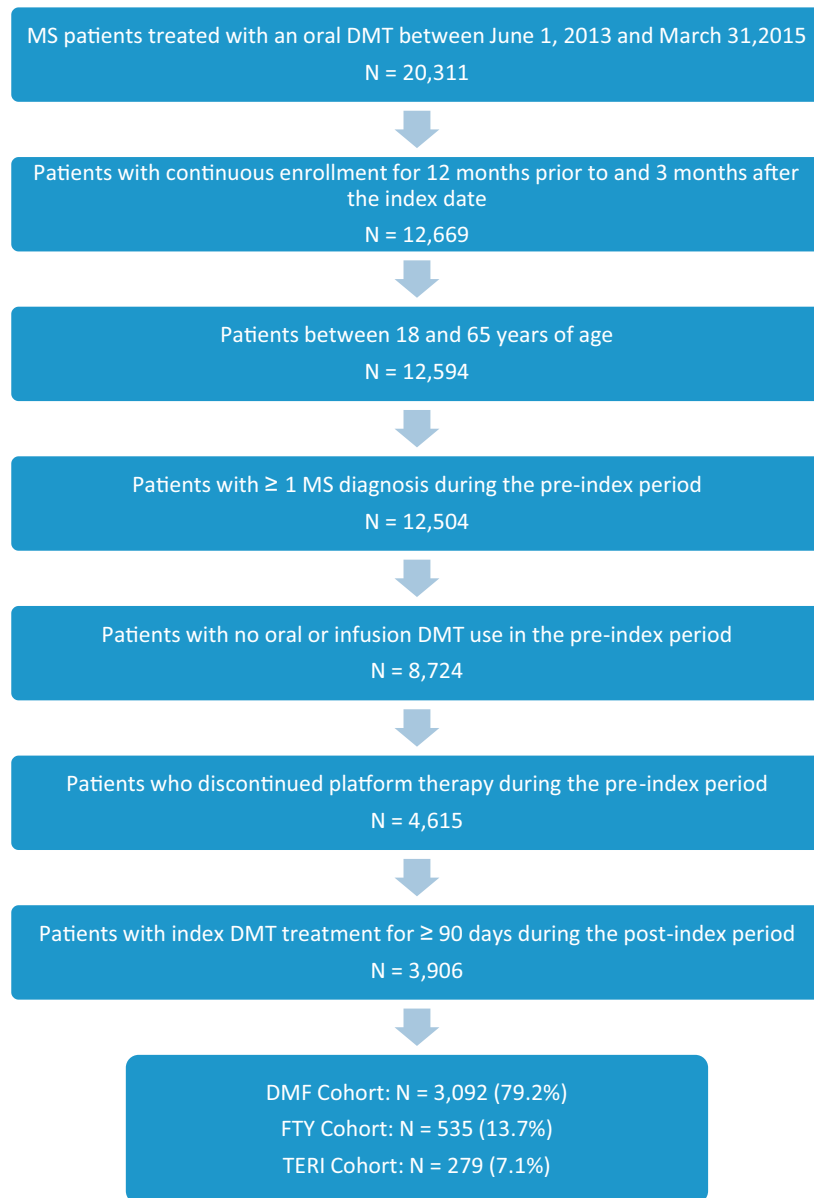 MS patients treated with an oral DMT between June 1, 2013 and March 31,2015
N = 20,311
Patients with continuous enrollment for 12 months prior to and 3 months after
the index date
N = 12,669
Patients between 18 and 65 years of age
N = 12,594
Patients with ≥ 1 MS diagnosis during the pre-index period
N = 12,504
Patients with no oral or infusion DMT use in the pre-index period
N = 8,724
Patients who discontinued platform therapy during the pre-index period
N = 4,615
Patients with index DMT treatment for ≥ 90 days during the post-index period
N = 3,906
DMF Cohort: N = 3,092 (79.2%)
FTY Cohort: N = 535 (13.7%)
TERI Cohort: N = 279 (7.1%)